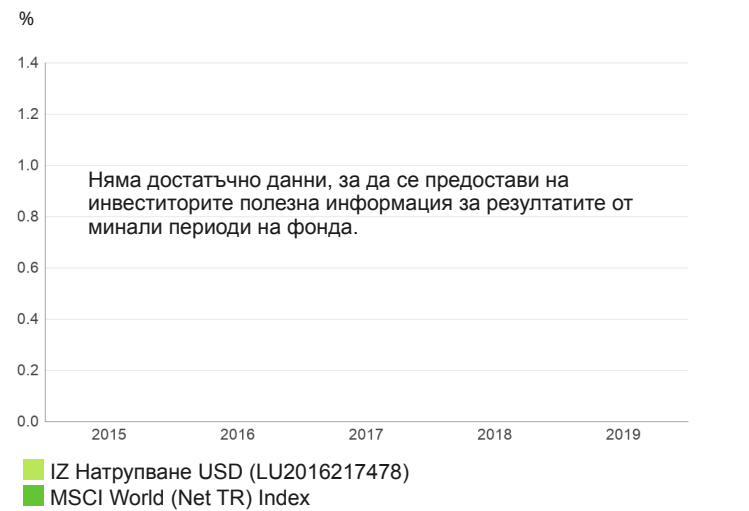 %
1.4
1.2
1.0
Няма достатъчно данни, за да се предостави на
инвеститорите полезна информация за резултатите от
минали периоди на фонда.
0.8
0.6
0.4
0.2
0.0
2015 2016 2017 2018 2019
IZ Натрупване USD (LU2016217478)
MSCI World (Net TR) Index